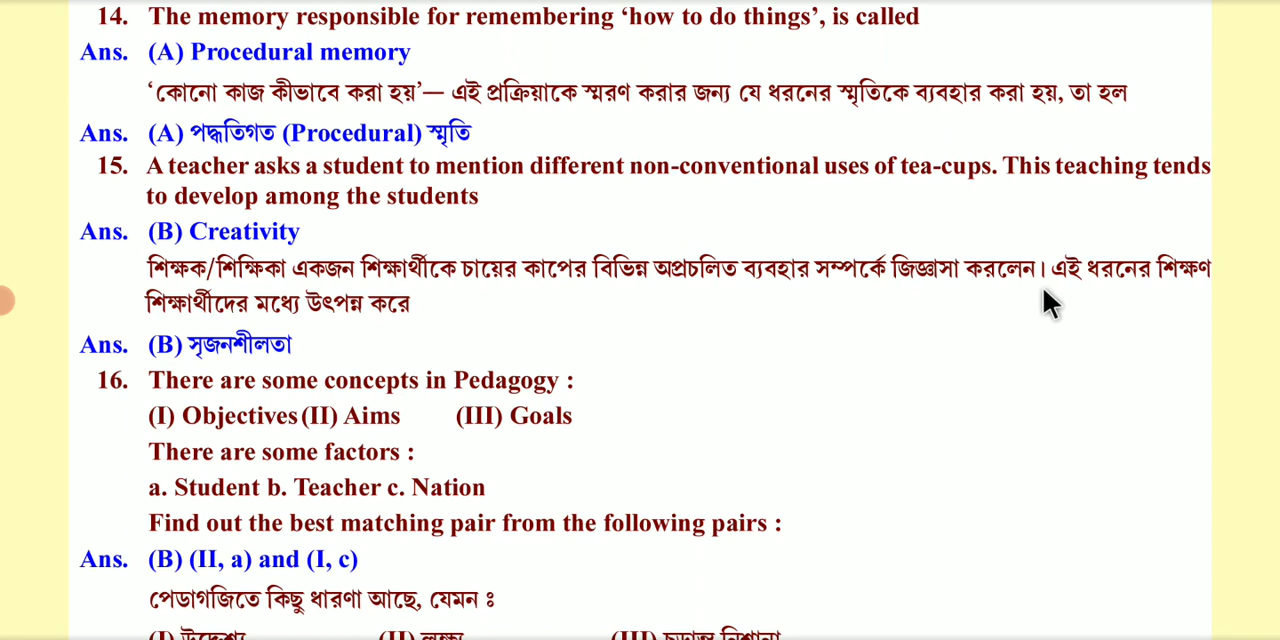 14. The memory responsible for remembering ‘how to do things’, is called
Ans. (A) Procedural memory
‘কোনো কাজ কীভাবে করা হয়’— এই প্রক্রিয়াকে স্মরণ করার জন্য যে ধরনের স্মৃতিকে ব্যবহার করা হয়, তা হল
Ans. (A) পদ্ধতিগত (Procedural) স্মৃতি
15. A teacher asks a student to mention different non-conventional uses of tea-cups. This teaching tends
to develop among the students
Ans. (B) Creativity
শিক্ষক/শিক্ষিকা একজন শিক্ষার্থীকে চায়ের কাপের বিভিন্ন অপ্রচলিত ব্যবহার সম্পর্কে জিজ্ঞাসা করলেন। এই ধরনের শিক্ষণ
শিক্ষার্থীদের মধ্যে উৎপন্ন করে
Ans. (B) সৃজনশীলতা
16. There are some concepts in Pedagogy :
(I) Objectives (II) Aims (III) Goals
There are some factors :
a. Student b. Teacher c. Nation
Find out the best matching pair from the following pairs :
Ans. (B) (II, a) and (I, c)
পেডাগজিতে কিছু ধারণা আছে, যেমন ঃ
(I) উদ্দেশ্য (II) লক্ষ্য (III)